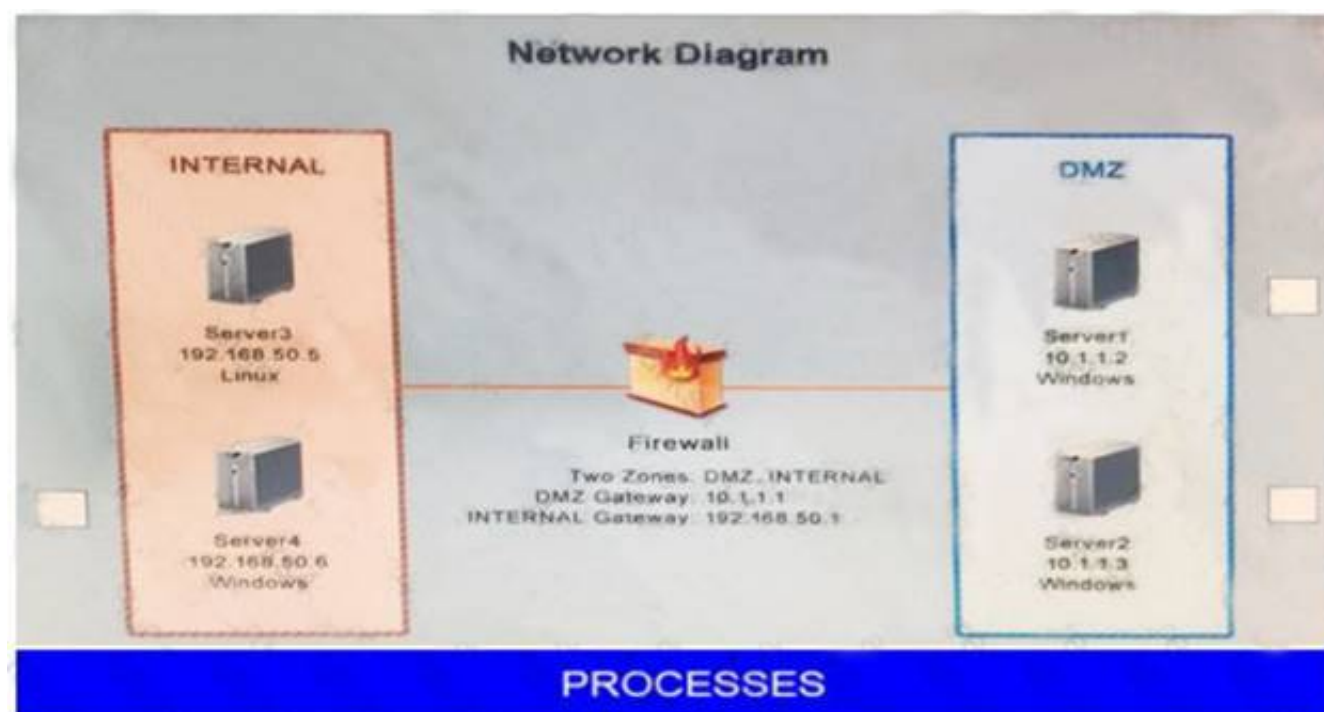 Network Diagram
INTERNAL
Server3
192.168.50.5
Linux
Server4
192.168.50.6
Windows
Firewall
Two Zones: DMZ, INTERNAL
DMZ Gateway: 10.1.1.1
INTERNAL Gateway: 192.168.50.1
DMZ
Server1
10.1.1.2
Windows
Server2
10.1.1.3
Windows
PROCESSES